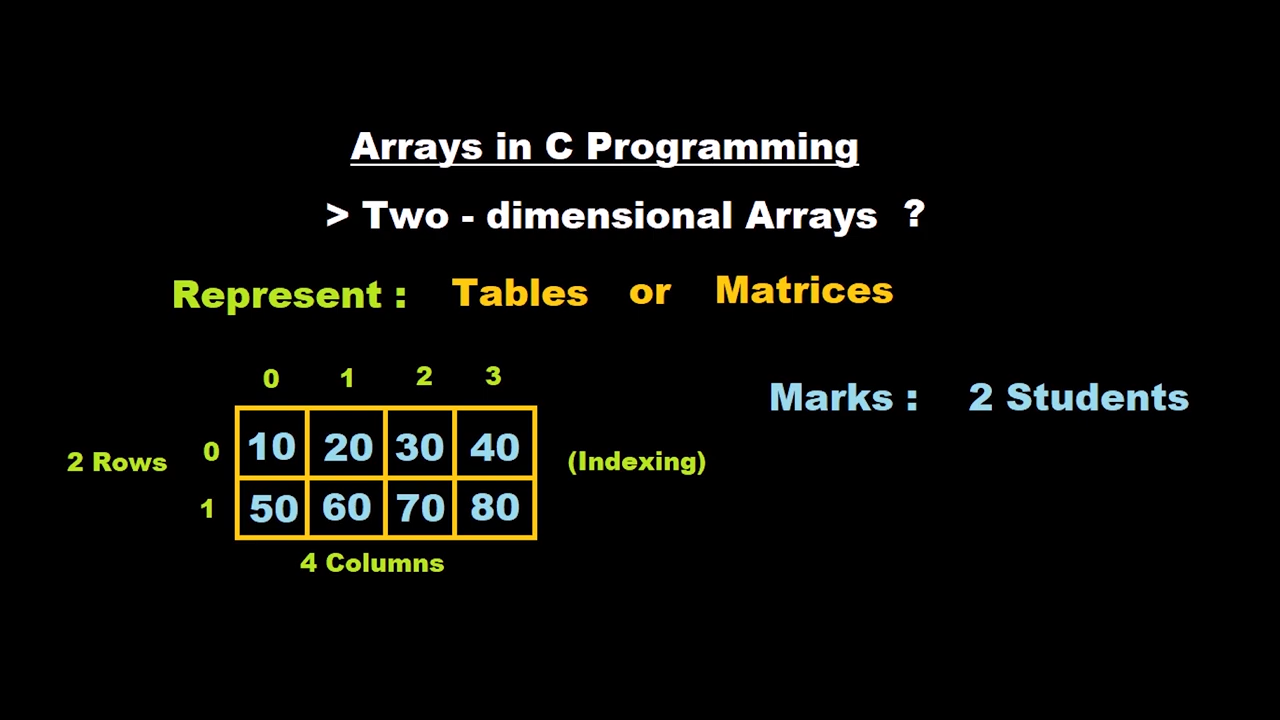 Arrays in C Programming
> Two - dimensional Arrays ?
Represent : Tables or Matrices
0 1 2 3
Marks : 2 Students
2 Rows 0 10 20 30 40 (Indexing)
1 50 60 70 80
4 Columns